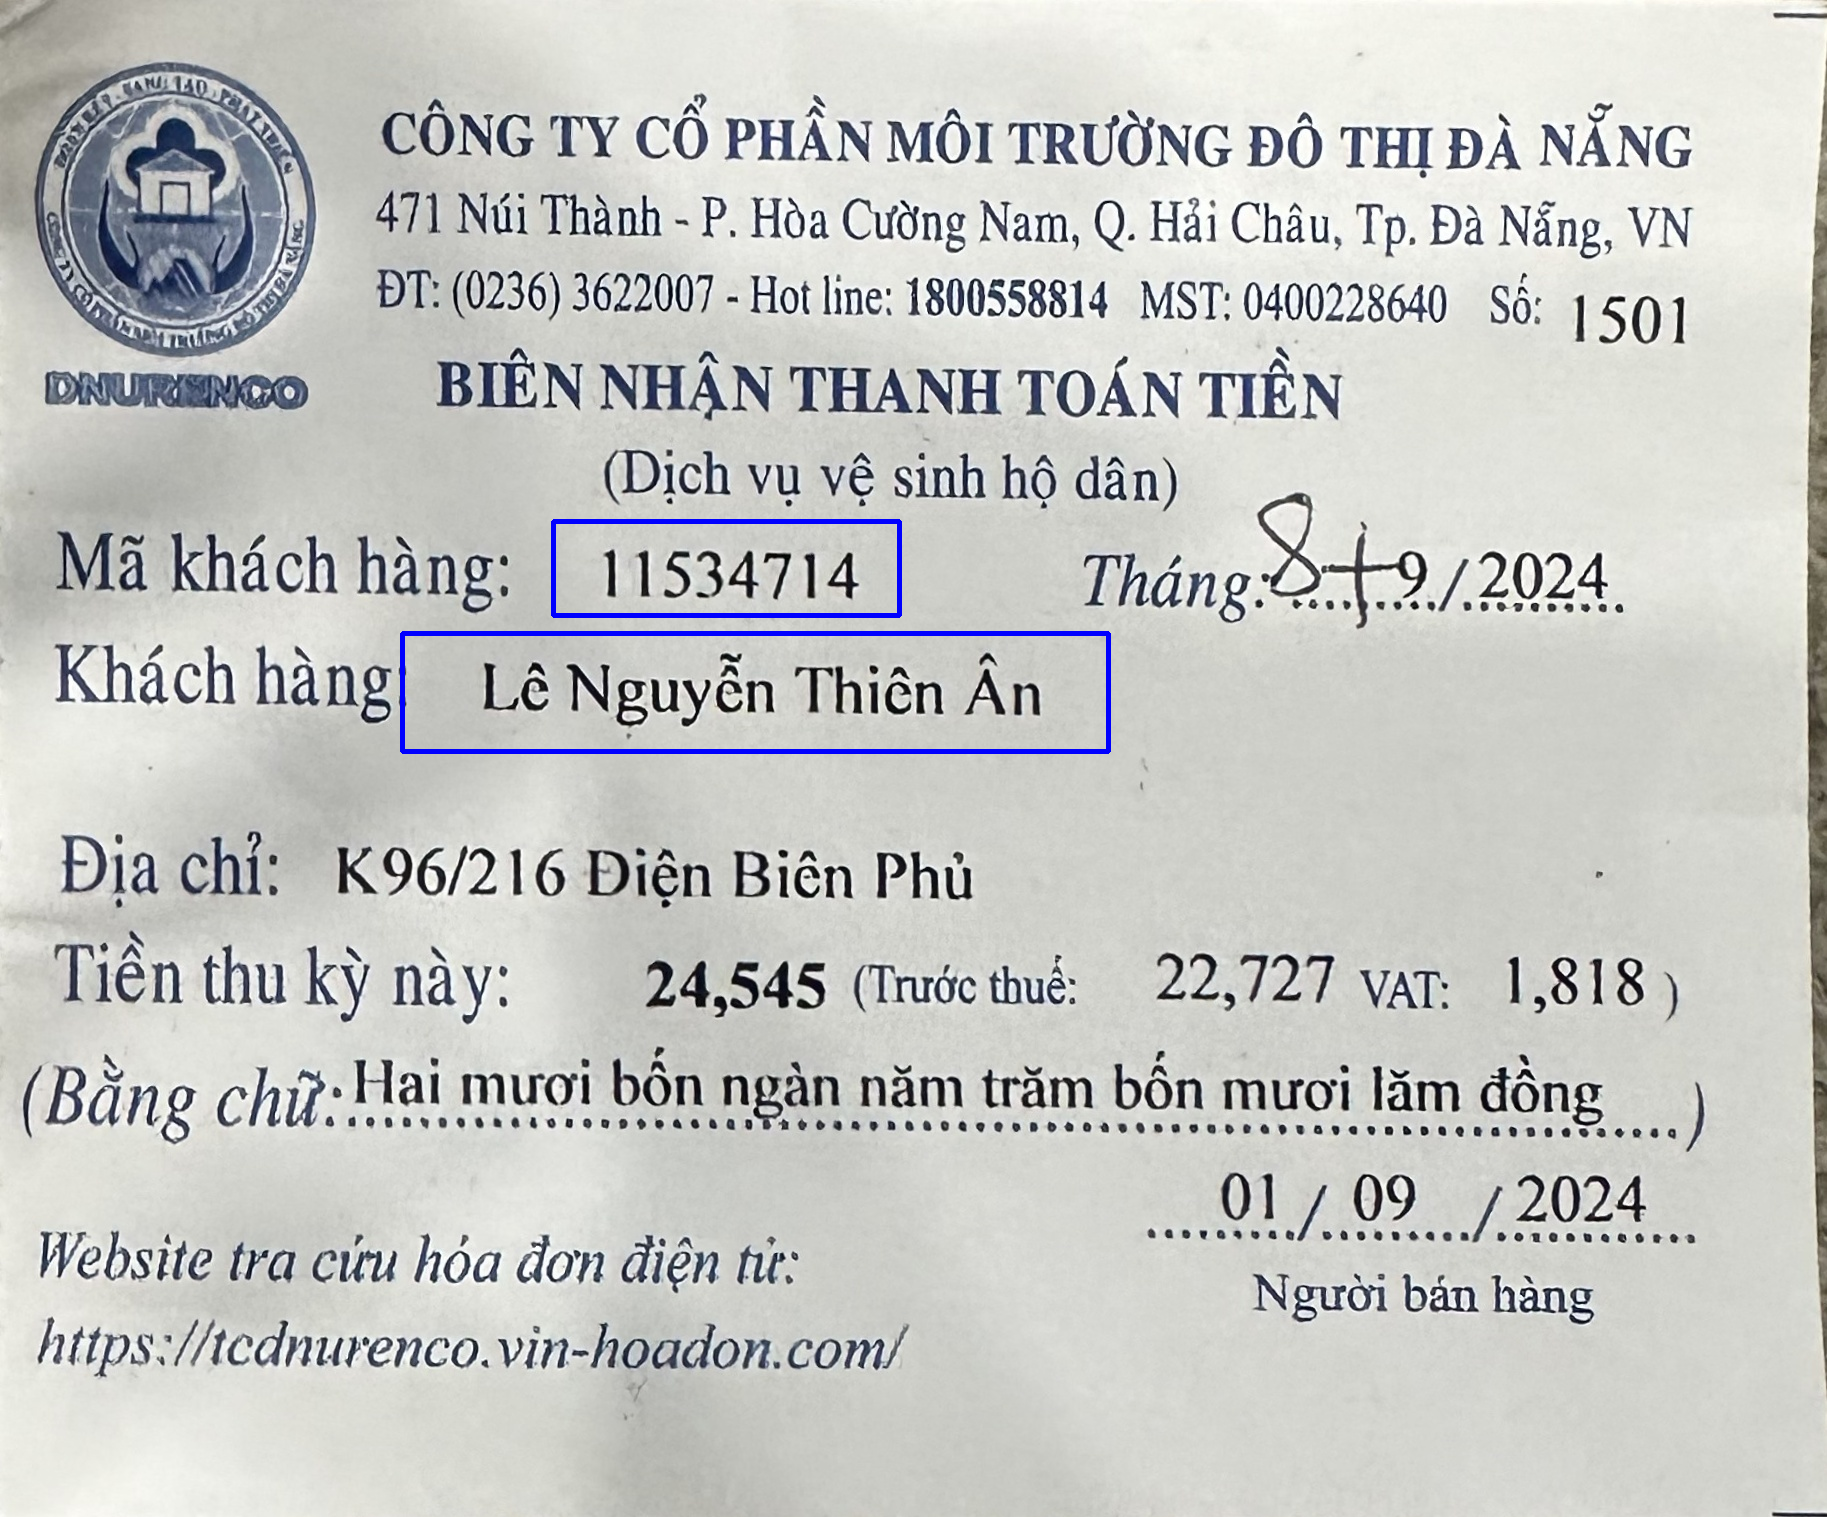 CÔNG TY CỔ PHẦN MÔI TRƯỜNG ĐÔ THỊ ĐÀ NẴNG
471 Núi Thành - P. Hòa Cường Nam, Q. Hải Châu, Tp. Đà Nẵng, VN
ĐT: (0236) 3622007 - Hot line: 1800558814 MST: 0400228640 Số: 1501
DNURENCO
BIÊN NHẬN THANH TOÁN TIỀN
(Dịch vụ vệ sinh hộ dân)
Mã khách hàng: 11534714 Tháng: 8+9/2024
Khách hàng: Lê Nguyễn Thiên Ân
Địa chỉ: K96/216 Điện Biên Phủ
Tiền thu kỳ này: 24,545 (Trước thuế: 22,727 VAT: 1,818 )
(Bằng chữ: Hai mươi bốn ngàn năm trăm bốn mươi lăm đồng )
01 / 09 / 2024
Website tra cứu hóa đơn điện tử:
Người bán hàng
https://tcdnurenco.vin-hoadon.com/